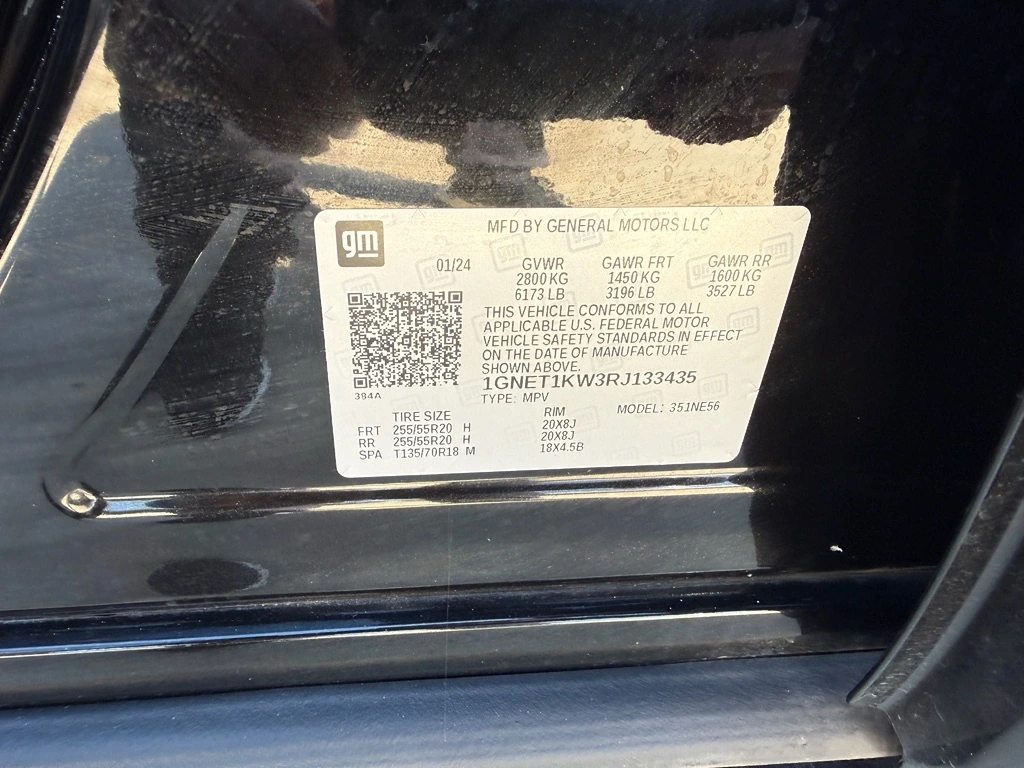 gm
MFD BY GENERAL MOTORS LLC
01/24 GVWR GAWR FRT GAWR RR
2800 KG 1450 KG 1600 KG
6173 LB 3196 LB 3527 LB
THIS VEHICLE CONFORMS TO ALL
APPLICABLE U.S. FEDERAL MOTOR
VEHICLE SAFETY STANDARDS IN EFFECT
ON THE DATE OF MANUFACTURE
SHOWN ABOVE.
1GNET1KW3RJ133435
384A
TYPE: MPV
MODEL: 351NE56
TIRE SIZE RIM
FRT 255/55R20 H 20X8J
RR 255/55R20 H 20X8J
SPA T135/70R18 M 18X4.5B